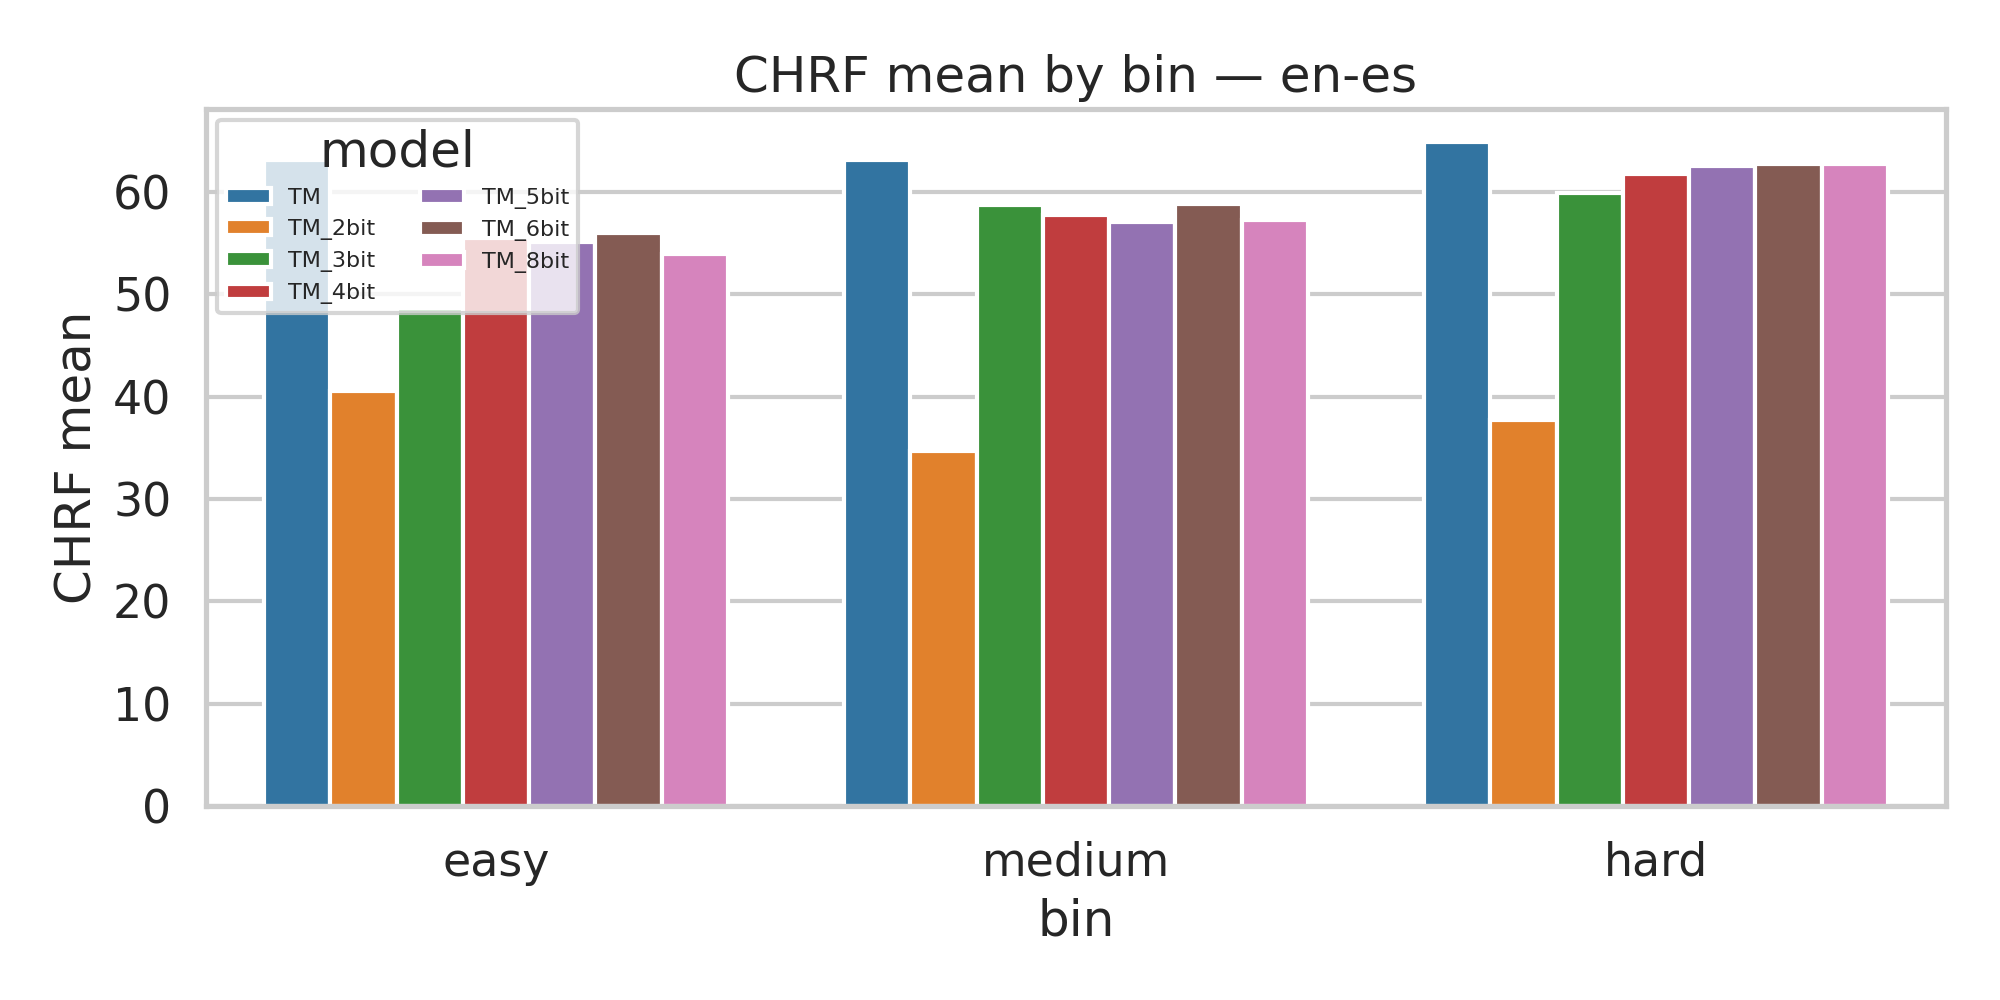 CHRF mean by bin — en-es
model
TM
TM_2bit
TM_3bit
TM_4bit
TM_5bit
TM_6bit
TM_8bit
CHRF mean
60
50
40
30
20
10
0
easy
medium
hard
bin